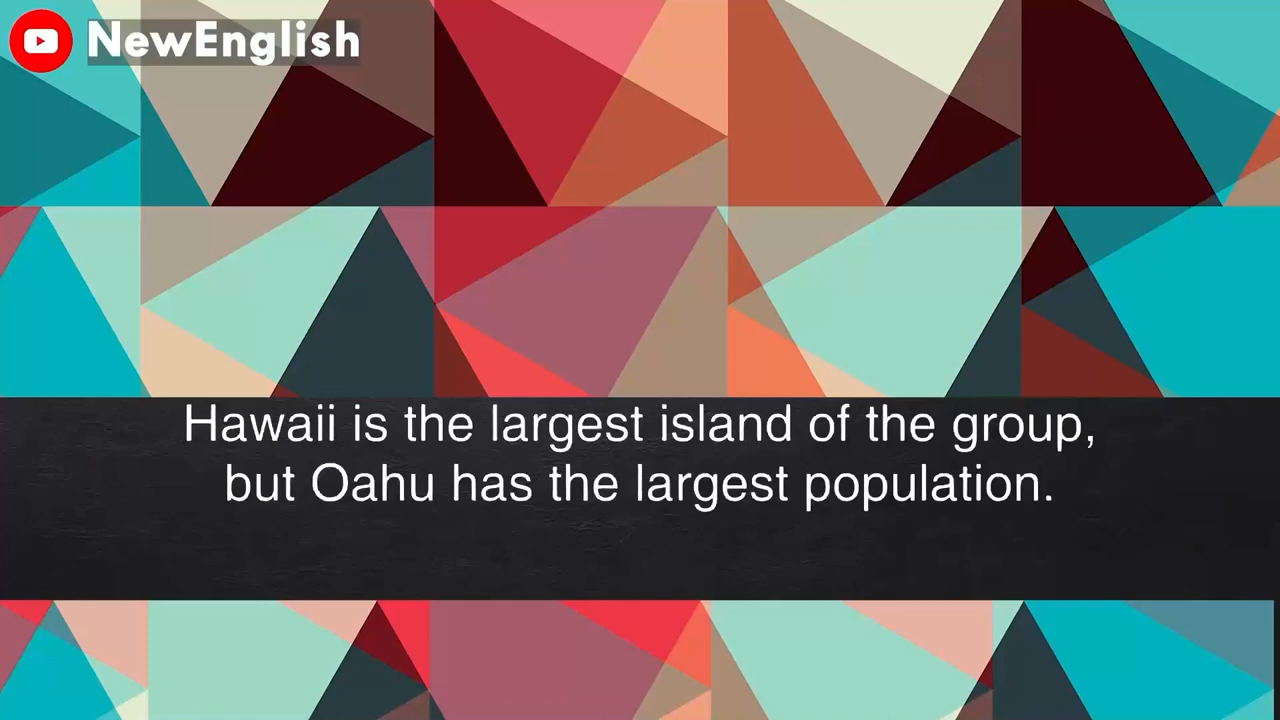 NewEnglish
Hawaii is the largest island of the group,
but Oahu has the largest population.